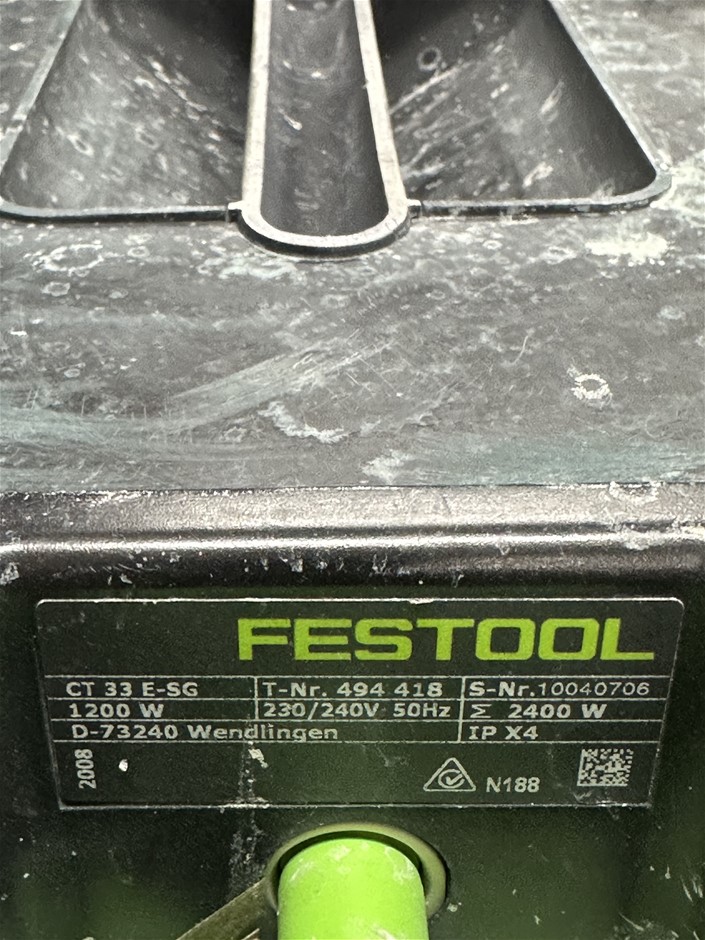 FESTOOL
CT 33 E-SG T-Nr. 494 418 S-Nr.10040706
1200 W 230/240V 50Hz Σ 2400 W
D-73240 Wendlingen IP X4
2008
N188